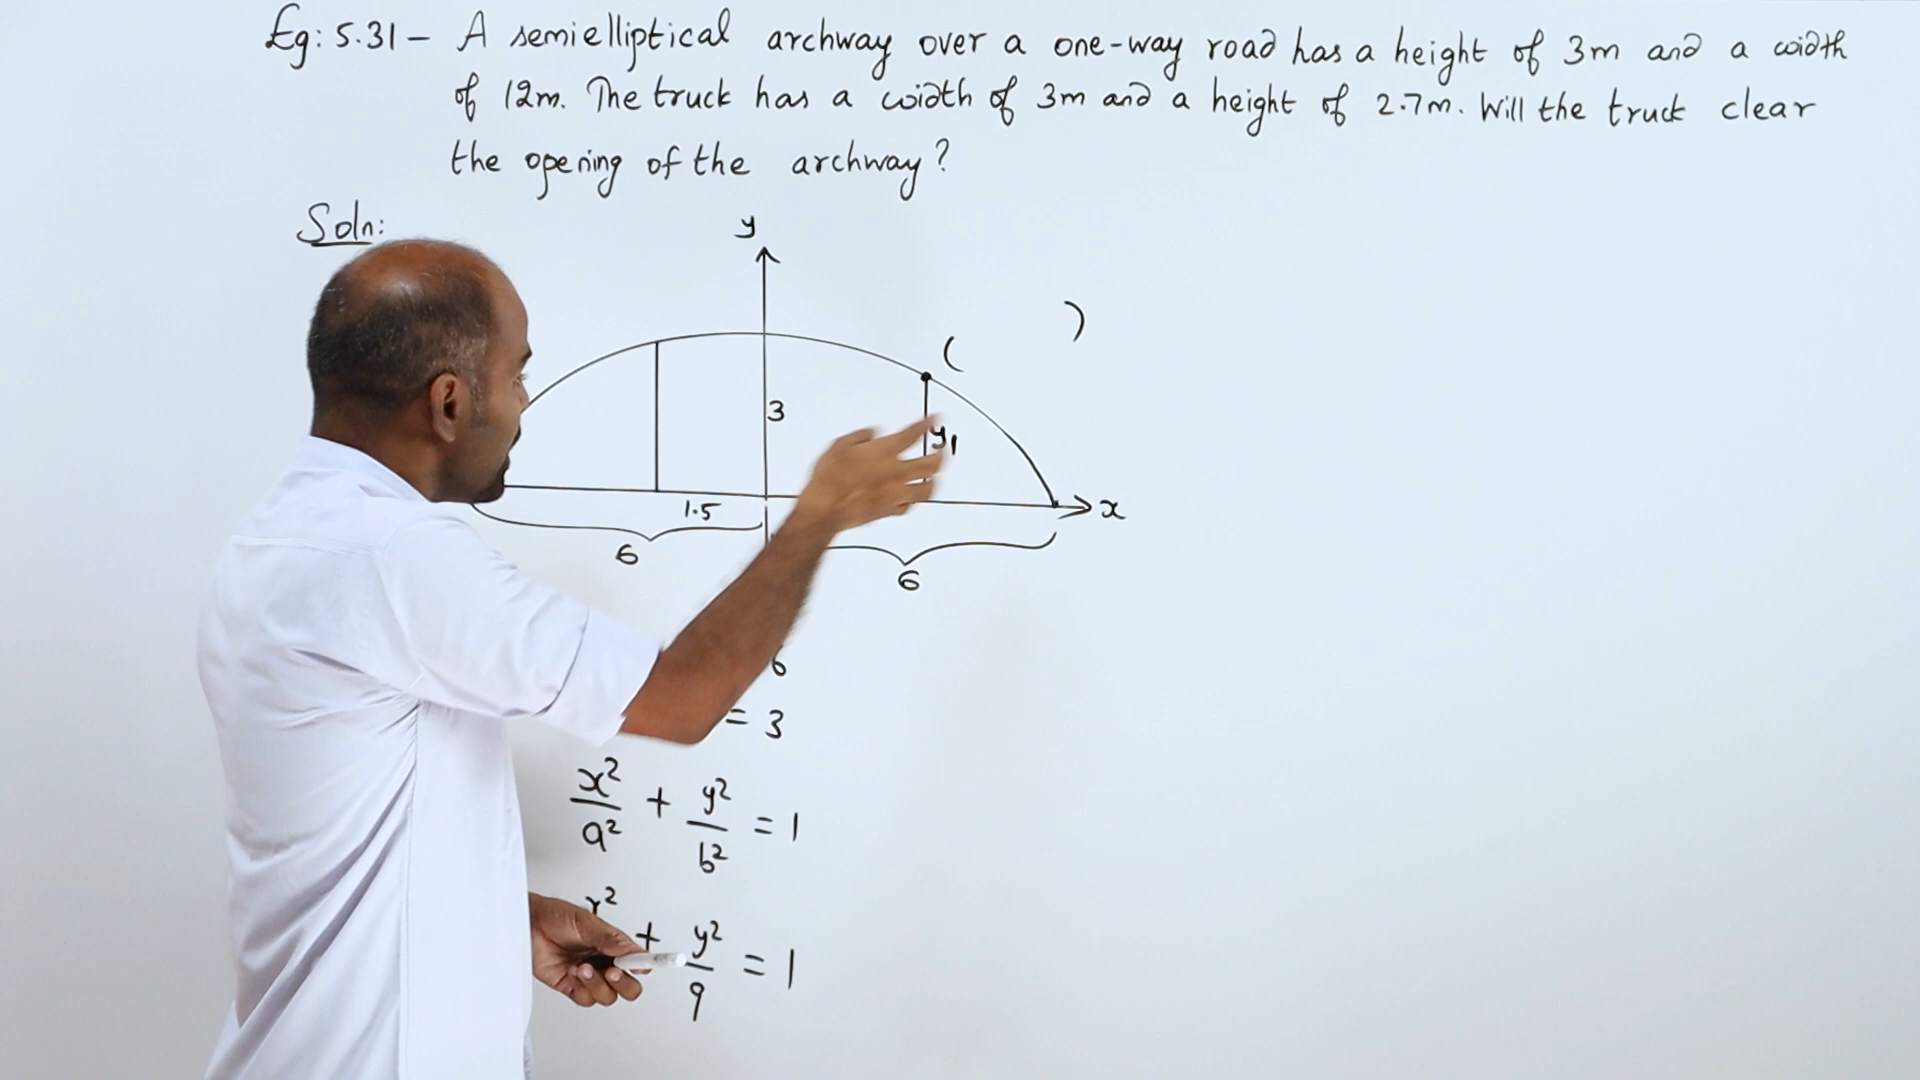 Eg: 5.31 – A semielliptical archway over a one-way road has a height of 3m and a width
of 12m. The truck has a width of 3m and a height of 2.7m. Will the truck clear
the opening of the archway?
Soln:
y
( )
3
y₁
1.5
x
6
6
6
= 3
x²/a² + y²/b² = 1
x² + y²/9 = 1